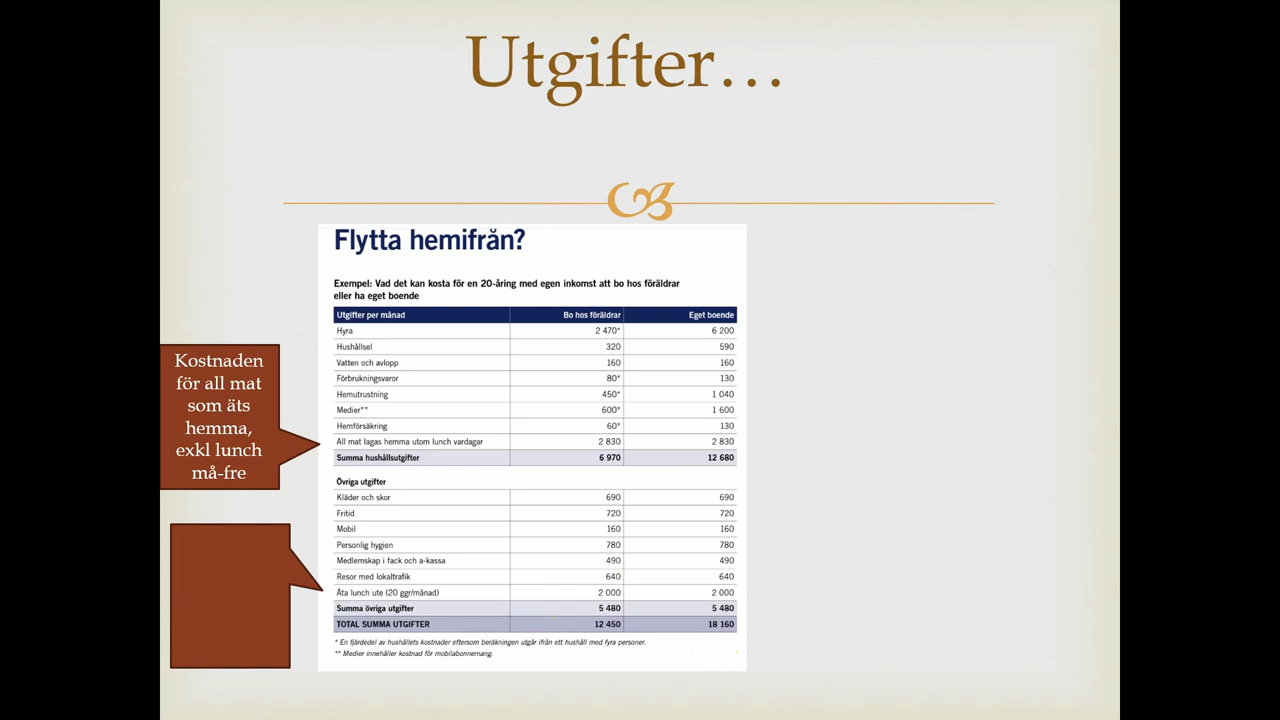 Utgifter…
Flytta hemifrån?
Exempel: Vad det kan kosta för en 20-åring med egen inkomst att bo hos föräldrar
eller ha eget boende
Utgifter per månad Bo hos föräldrar Eget boende
Hyra 2 470* 6 200
Hushållsel 320 590
Vatten och avlopp 160 160
Förbrukningsvaror 80* 130
Hemutrustning 450* 1 040
Medier** 600* 1 600
Hemförsäkring 60* 130
All mat lagas hemma utom lunch vardagar 2 830 2 830
Summa hushållsutgifter 6 970 12 680
Övriga utgifter
Kläder och skor 690 690
Fritid 720 720
Mobil 160 160
Personlig hygien 780 780
Medlemskap i fack och a-kassa 490 490
Resor med lokaltrafik 640 640
Äta lunch ute (20 ggr/månad) 2 000 2 000
Summa övriga utgifter 5 480 5 480
TOTAL SUMMA UTGIFTER 12 450 18 160
* En fjärdedel av hushållets kostnader eftersom beräkningen utgår ifrån ett hushåll med fyra personer.
** Medier innehåller kostnad för mobilabonnemang.
Kostnaden
för all mat
som äts
hemma,
exkl lunch
må-fre